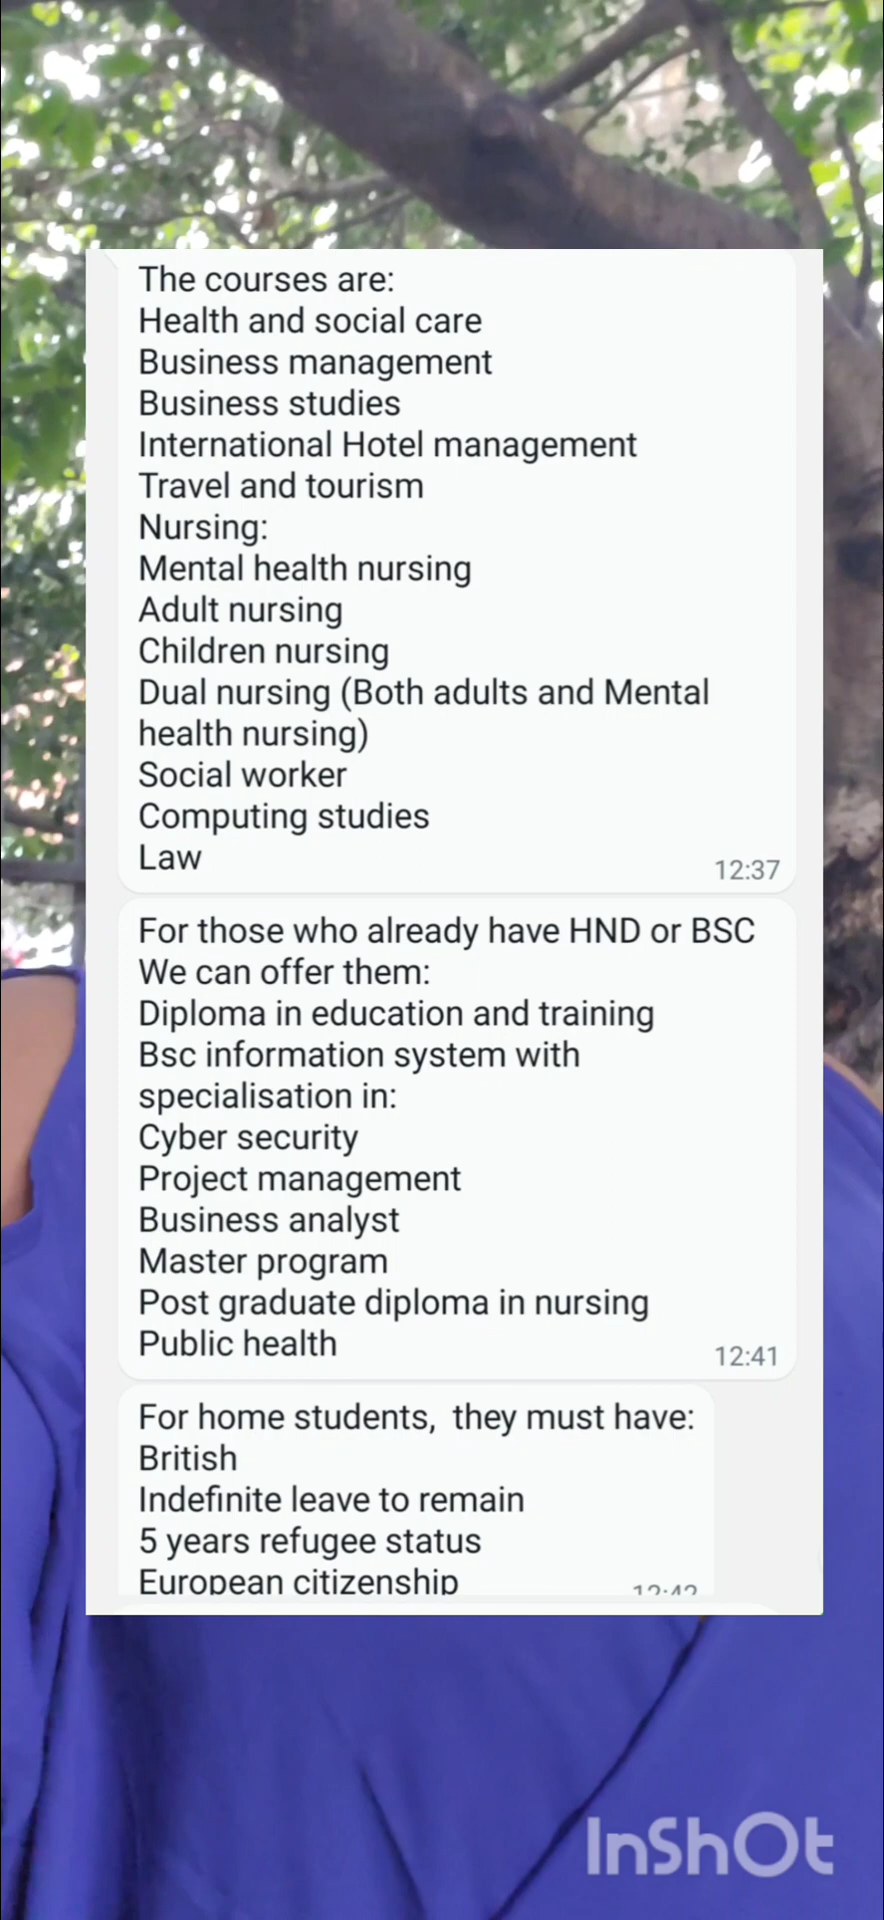 The courses are:
Health and social care
Business management
Business studies
International Hotel management
Travel and tourism
Nursing:
Mental health nursing
Adult nursing
Children nursing
Dual nursing (Both adults and Mental
health nursing)
Social worker
Computing studies
Law
12:37
For those who already have HND or BSC
We can offer them:
Diploma in education and training
Bsc information system with
specialisation in:
Cyber security
Project management
Business analyst
Master program
Post graduate diploma in nursing
Public health
12:41
For home students,  they must have:
British
Indefinite leave to remain
5 years refugee status
European citizenship
12:42
InShOt